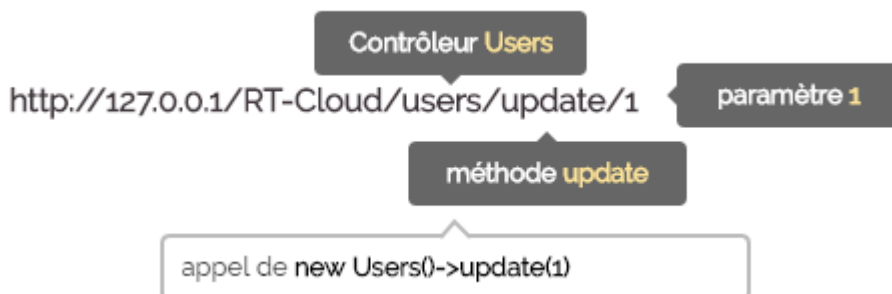 Contrôleur Users
http://127.0.0.1/RT-Cloud/users/update/1
paramètre 1
méthode update
appel de new Users()->update(1)